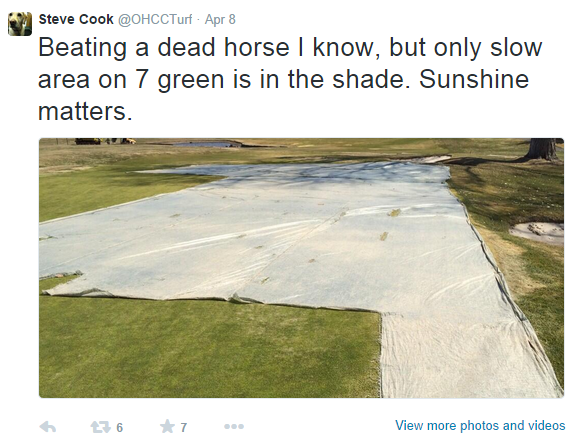 Steve Cook @OHCCTurf · Apr 8
Beating a dead horse I know, but only slow
area on 7 green is in the shade. Sunshine
matters.
6 7 View more photos and videos